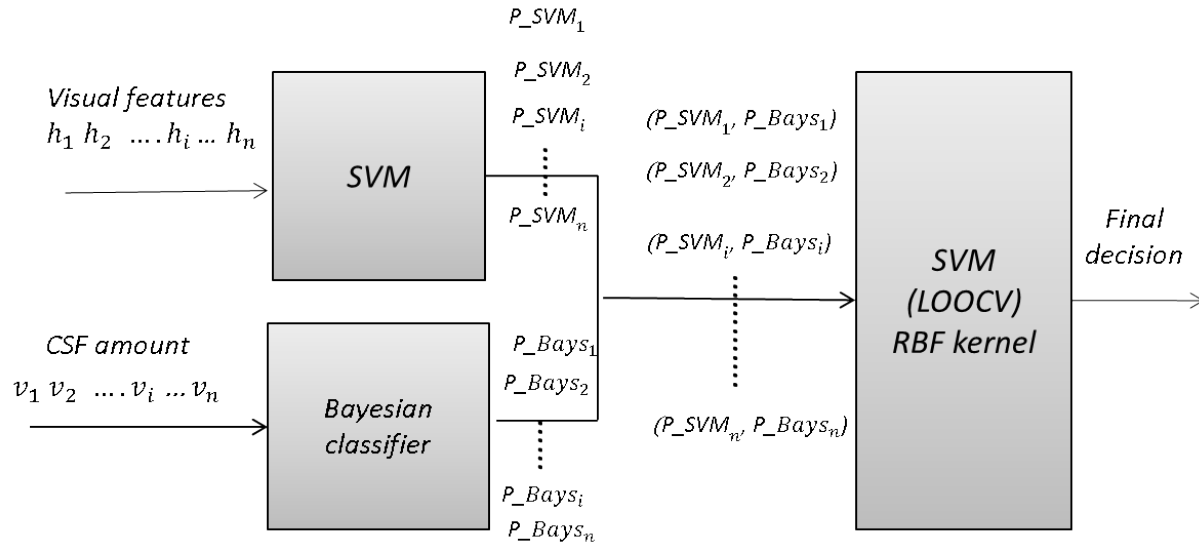 Visual features
h₁ h₂ …. hᵢ … hₙ
SVM
P_SVM₁
P_SVM₂
P_SVMᵢ
P_SVMₙ
CSF amount
v₁ v₂ …. vᵢ … vₙ
Bayesian
classifier
P_Bays₁
P_Bays₂
P_Baysᵢ
P_Baysₙ
(P_SVM₁, P_Bays₁)
(P_SVM₂, P_Bays₂)
(P_SVMᵢ, P_Baysᵢ)
(P_SVMₙ, P_Baysₙ)
SVM
(LOOCV)
RBF kernel
Final
decision